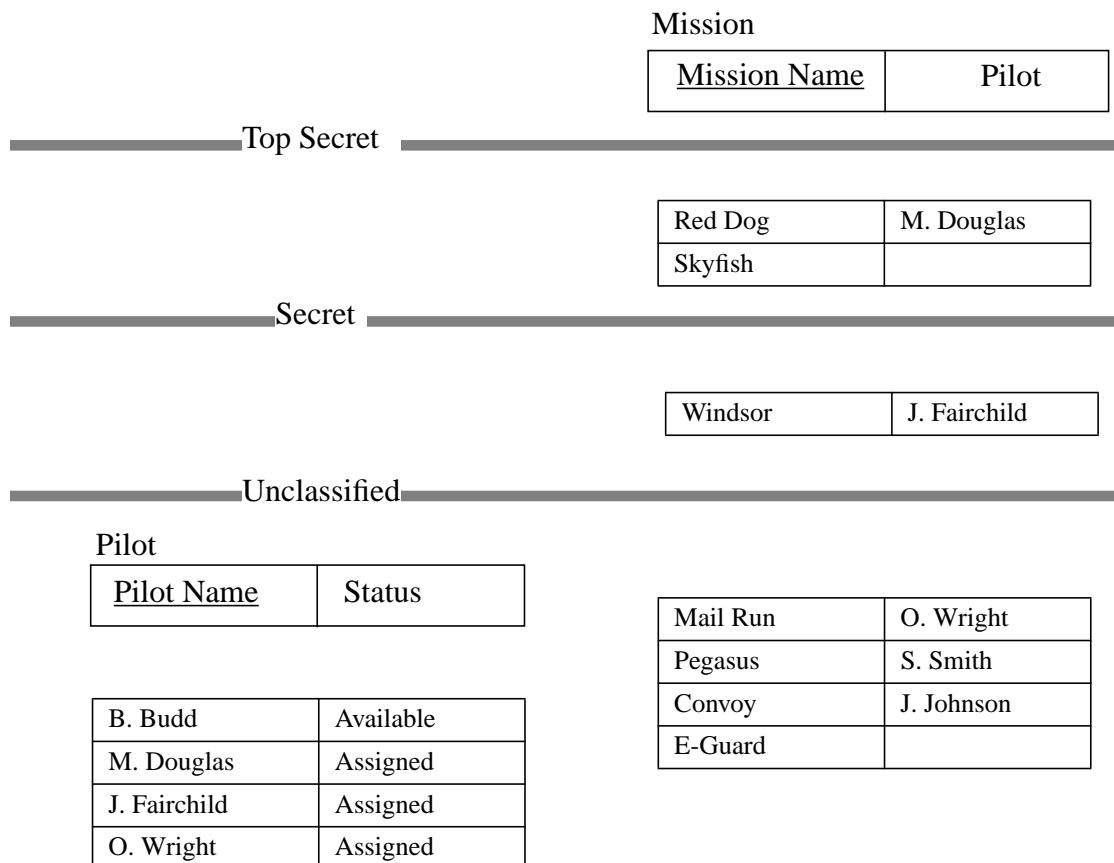 Mission
Mission Name Pilot
Top Secret
Red Dog M. Douglas
Skyfish
Secret
Windsor J. Fairchild
Unclassified
Pilot
Pilot Name Status
Mail Run O. Wright
Pegasus S. Smith
Convoy J. Johnson
E-Guard
B. Budd Available
M. Douglas Assigned
J. Fairchild Assigned
O. Wright Assigned